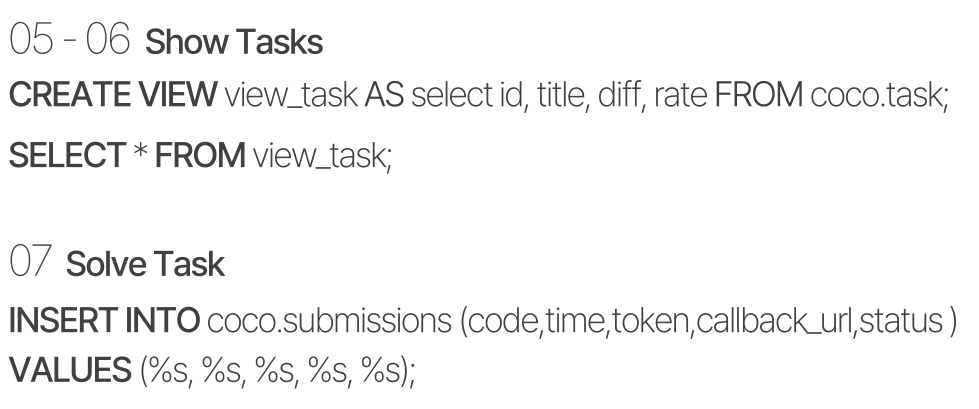 05 - 06 Show Tasks
CREATE VIEW view_task AS select id, title, diff, rate FROM coco.task;
SELECT * FROM view_task;
07 Solve Task
INSERT INTO coco.submissions (code,time,token,callback_url,status )
VALUES (%s, %s, %s, %s, %s);